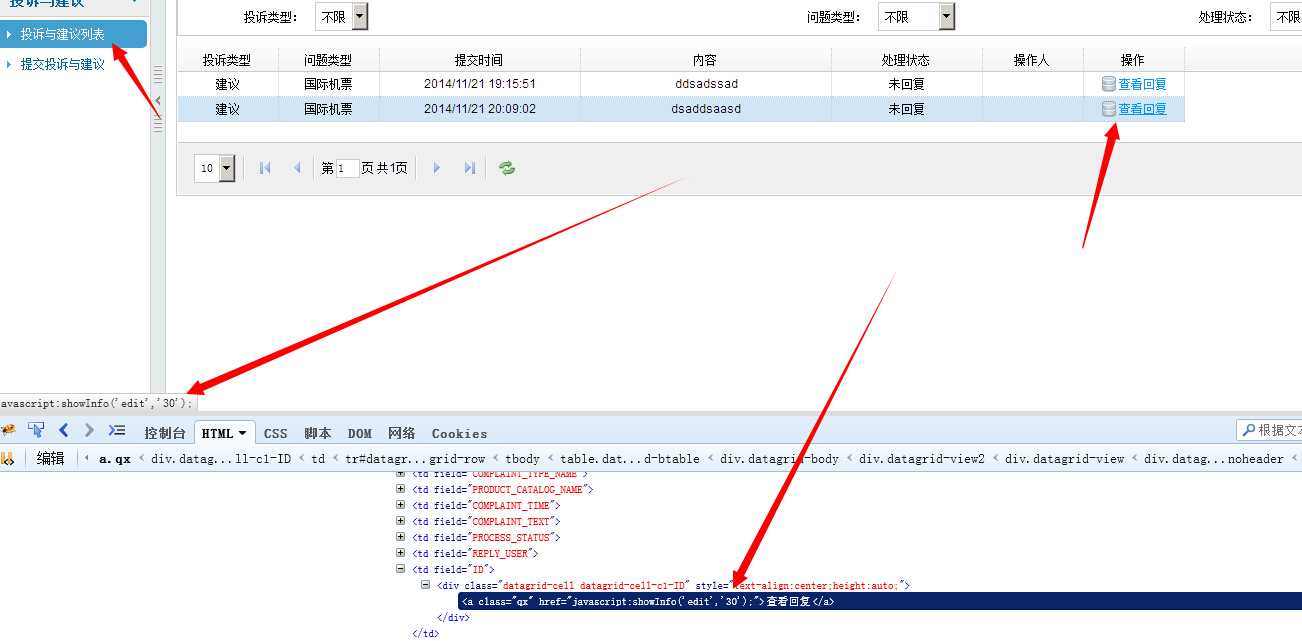 投诉与建议
投诉类型： 不限 问题类型： 不限 处理状态： 不限
投诉与建议列表
提交投诉与建议
投诉类型 问题类型 提交时间 内容 处理状态 操作人 操作
建议 国际机票 2014/11/21 19:15:51 ddsadssad 未回复 查看回复
建议 国际机票 2014/11/21 20:09:02 dsaddsaasd 未回复 查看回复
10 第 1 页 共1页
avascript:showInfo('edit','30');
控制台 HTML CSS 脚本 DOM 网络 Cookies 根据文
编辑 a.qx < div.datag...ll-c1-ID < td < tr#datagr...grid-row < tbody < table.dat...d-btable < div.datagrid-body < div.datagrid-view2 < div.datagrid-view < div.datag...noheader <
<td field="COMPLAINT_TYPE_NAME">
<td field="PRODUCT_CATALOG_NAME">
<td field="COMPLAINT_TIME">
<td field="COMPLAINT_TEXT">
<td field="PROCESS_STATUS">
<td field="REPLY_USER">
<td field="ID">
<div class="datagrid-cell datagrid-cell-c1-ID" style="text-align:center;height:auto;">
<a class="qx" href="javascript:showInfo('edit','30');">查看回复</a>
</div>
</td>